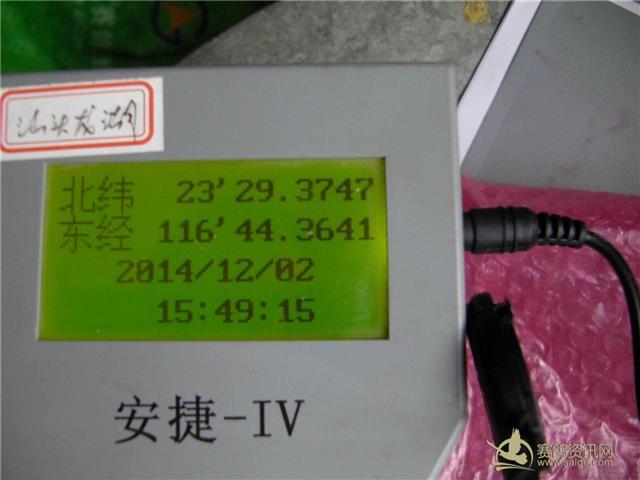 汕头龙湖
北纬 23'29.3747
东经 116'44.3641
2014/12/02
15:49:15
安捷-IV
赛鸽资讯网
www.saige.com